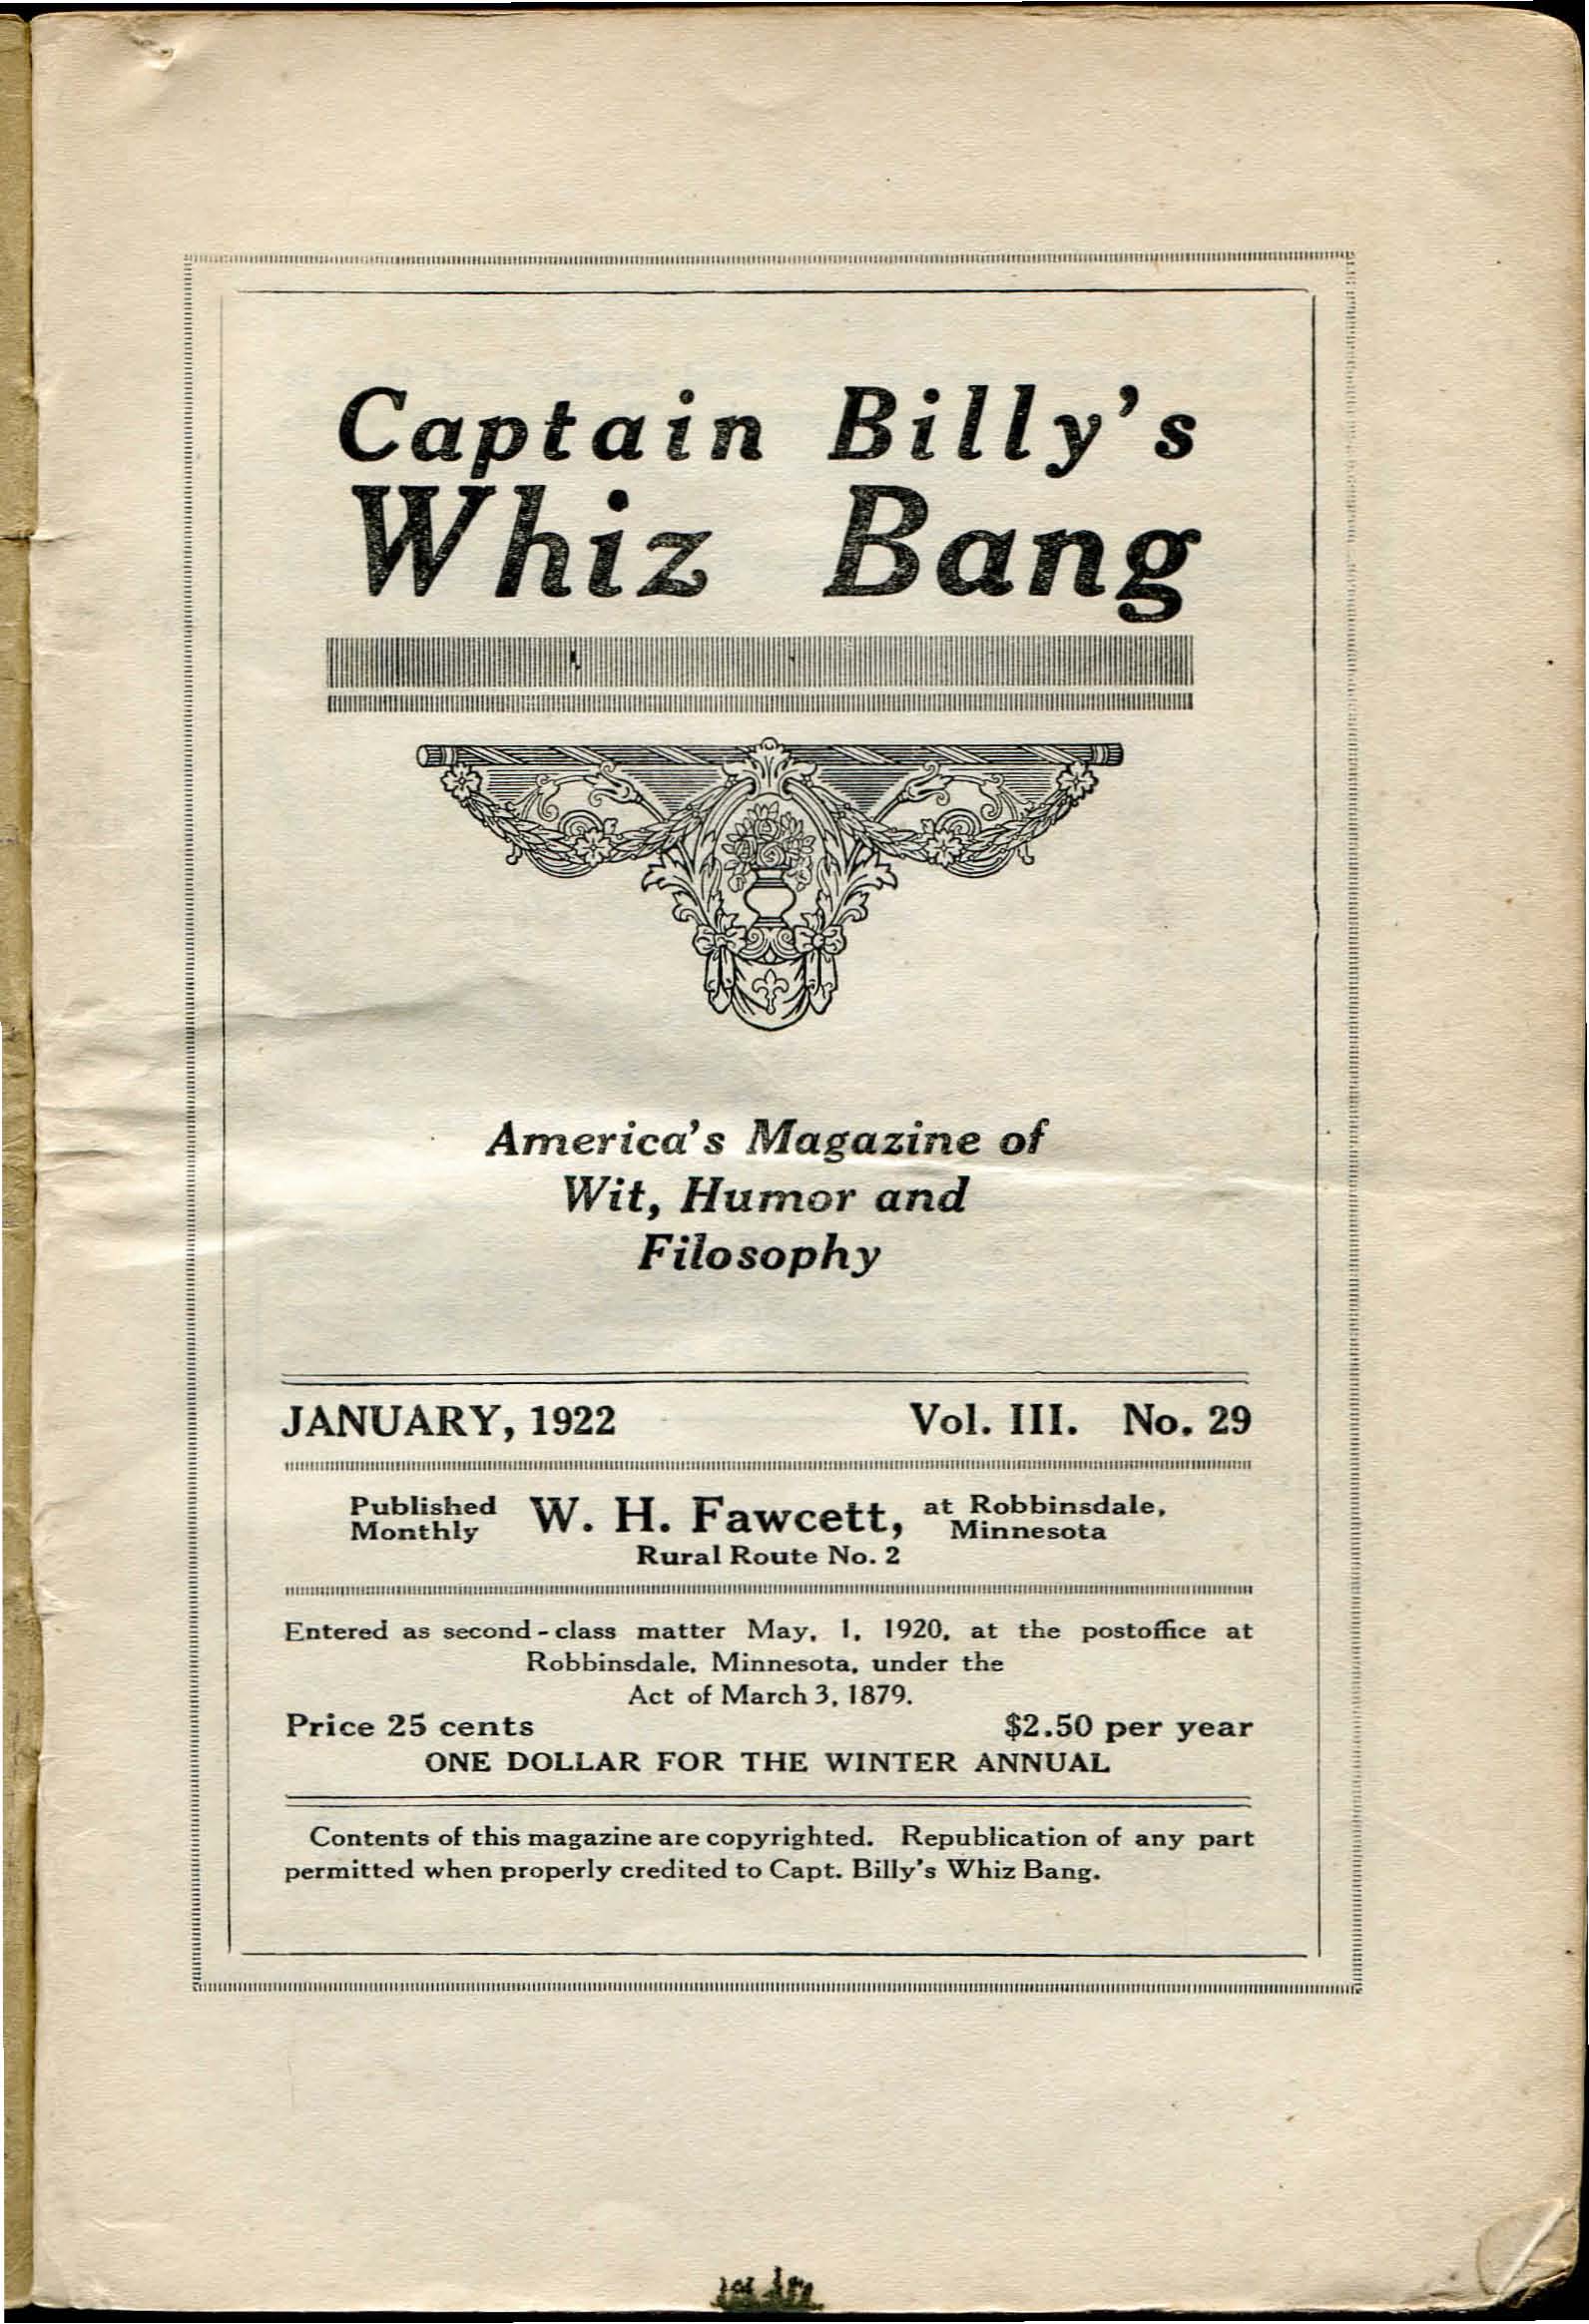 Captain Billy's
Whiz Bang
America's Magazine of
Wit, Humor and
Filosophy
JANUARY, 1922 Vol. III. No. 29
Published Monthly W. H. Fawcett, at Robbinsdale, Minnesota
Rural Route No. 2
Entered as second-class matter May, 1, 1920, at the postoffice at
Robbinsdale, Minnesota, under the
Act of March 3, 1879.
Price 25 cents $2.50 per year
ONE DOLLAR FOR THE WINTER ANNUAL
Contents of this magazine are copyrighted. Republication of any part
permitted when properly credited to Capt. Billy's Whiz Bang.